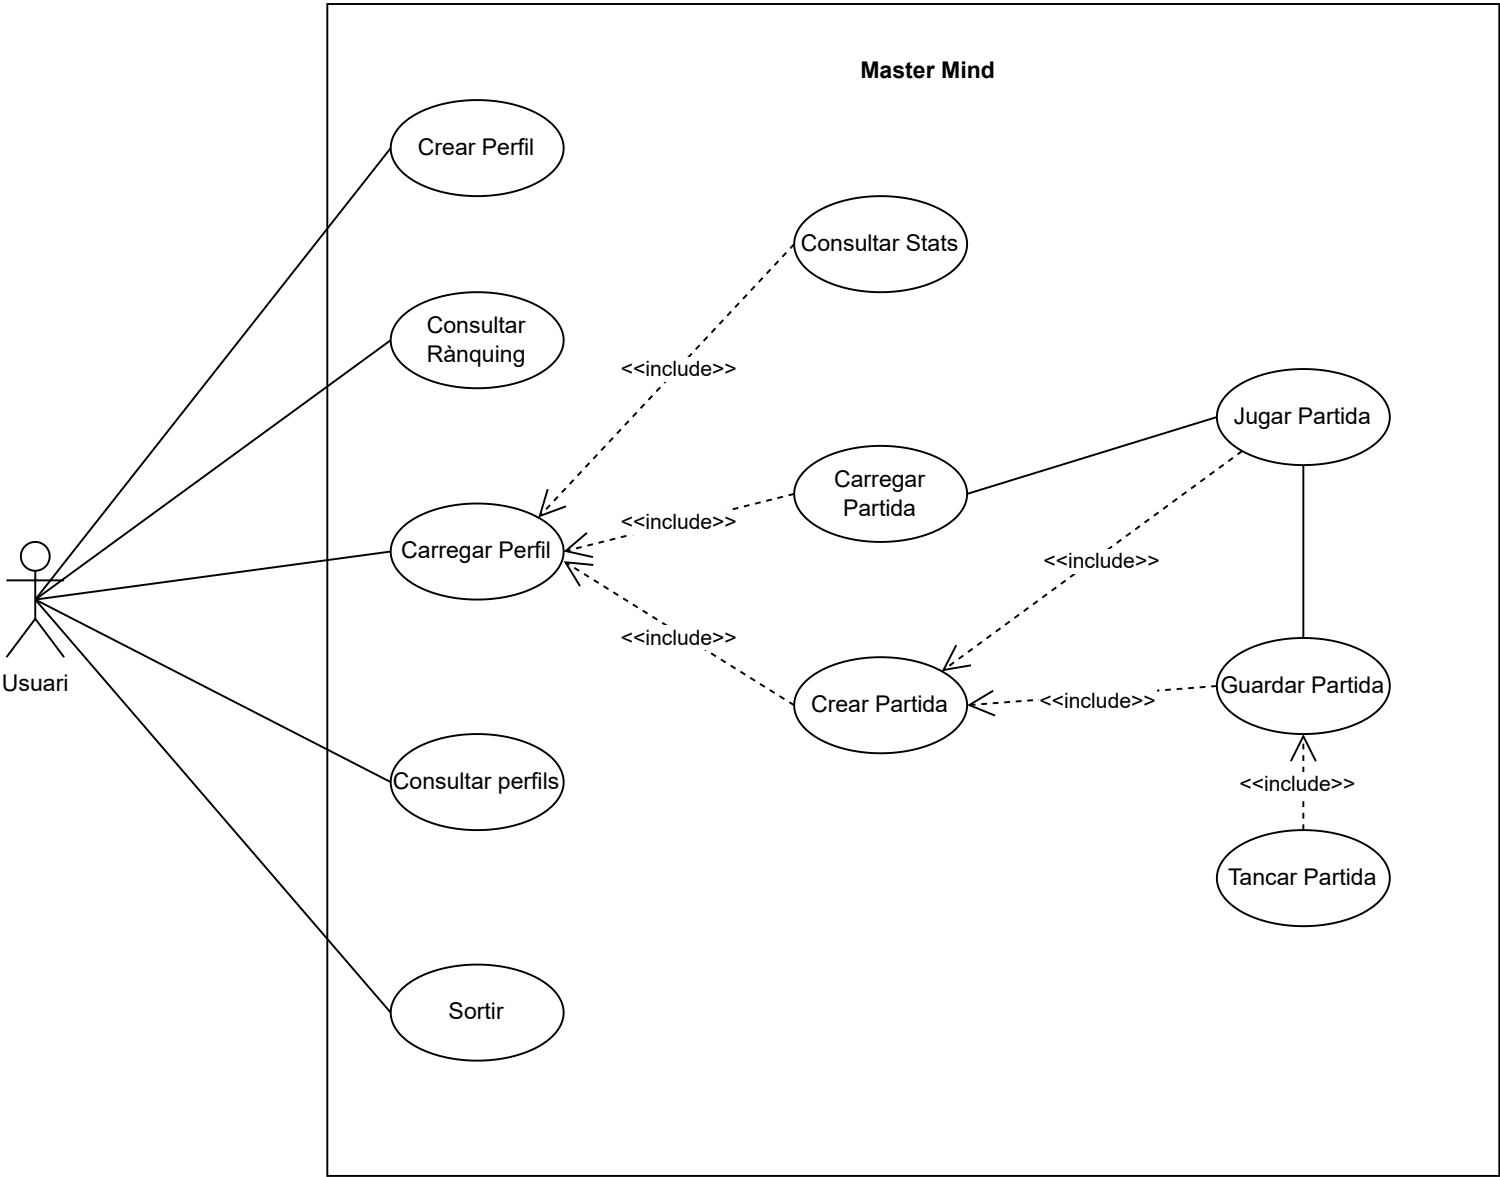 Master Mind
Crear Perfil
Consultar Stats
Consultar
Rànquing
<<include>>
Jugar Partida
Carregar
Partida
<<include>>
Carregar Perfil
<<include>>
<<include>>
Usuari
Crear Partida
<<include>>
Guardar Partida
Consultar perfils
<<include>>
Tancar Partida
Sortir